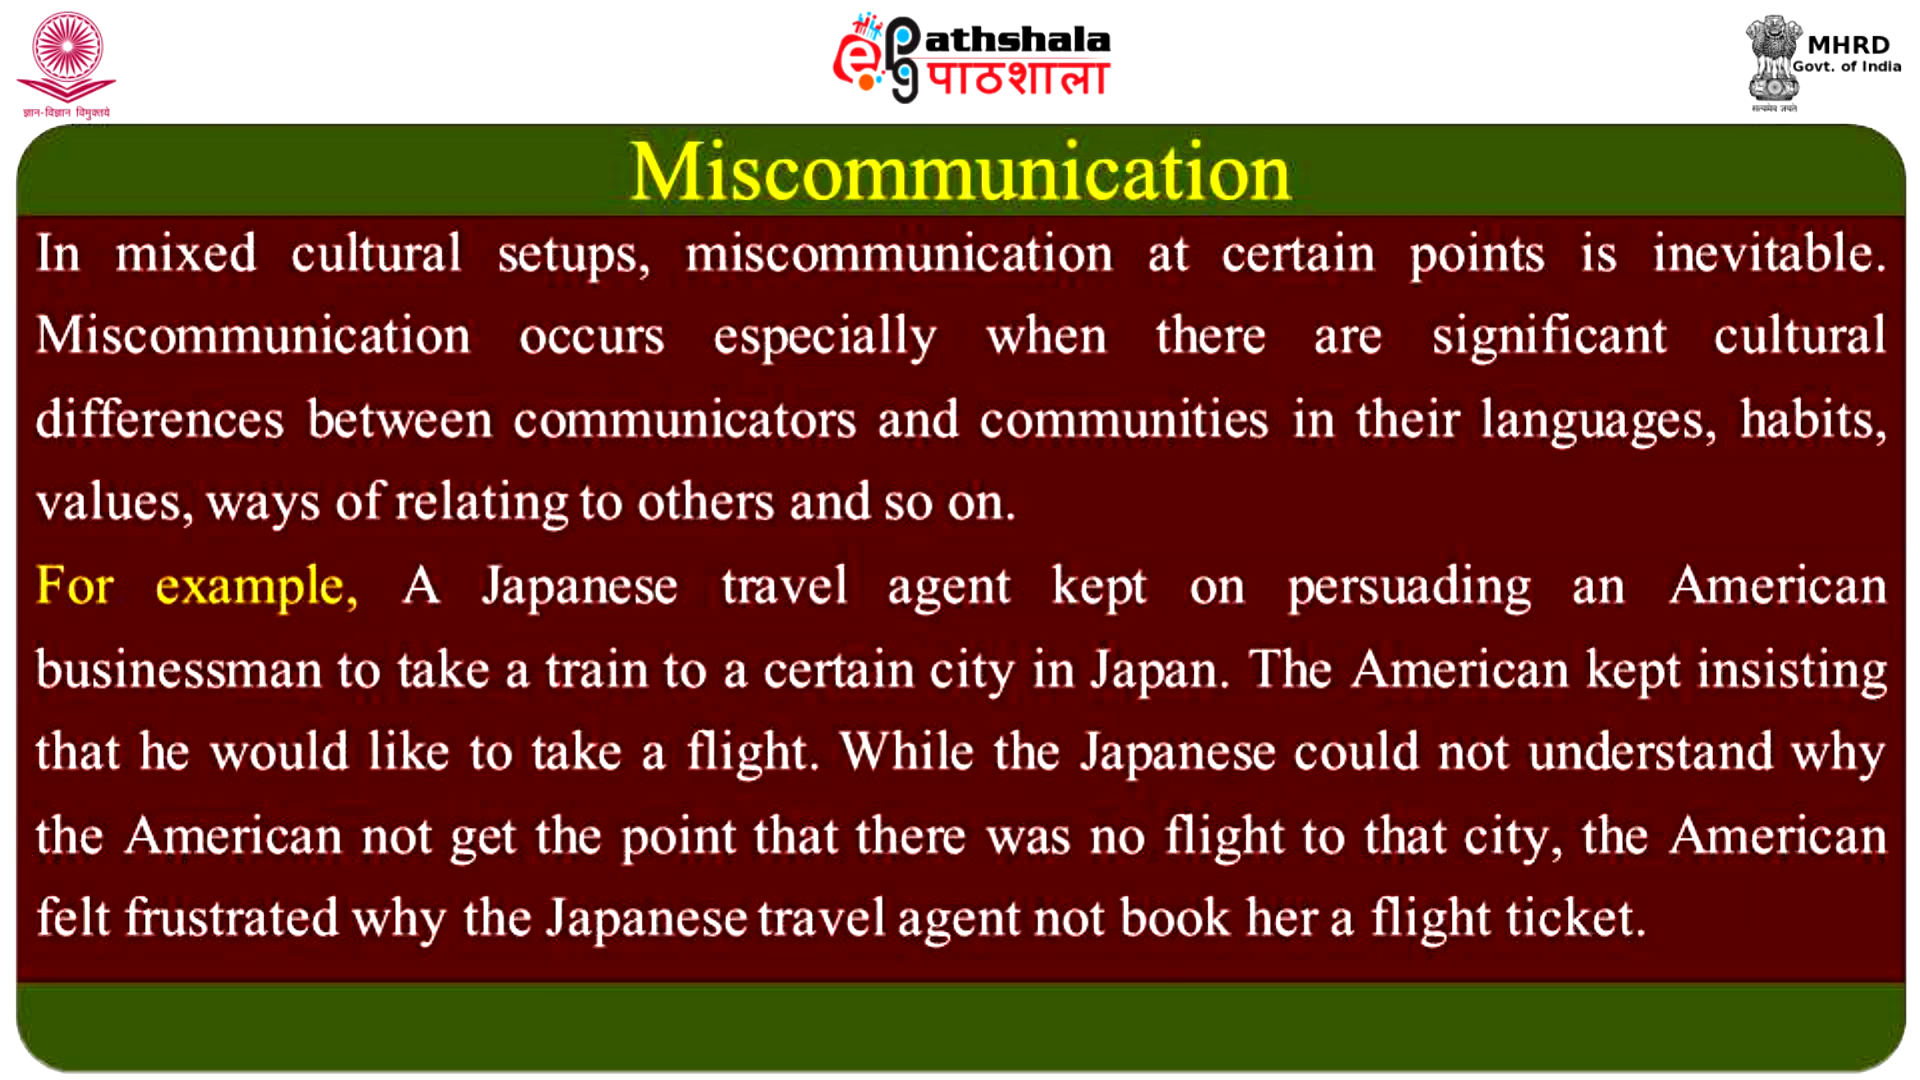 ज्ञान-विज्ञान विमुक्तये
e Pg athshala
पाठशाला
MHRD
Govt. of India
सत्यमेव जयते
Miscommunication
In mixed cultural setups, miscommunication at certain points is inevitable.
Miscommunication occurs especially when there are significant cultural
differences between communicators and communities in their languages, habits,
values, ways of relating to others and so on.
For example, A Japanese travel agent kept on persuading an American
businessman to take a train to a certain city in Japan. The American kept insisting
that he would like to take a flight. While the Japanese could not understand why
the American not get the point that there was no flight to that city, the American
felt frustrated why the Japanese travel agent not book her a flight ticket.